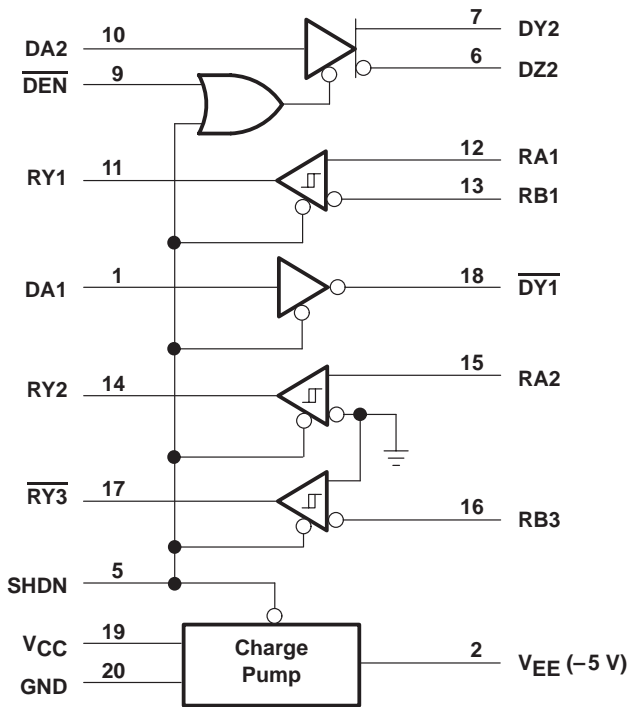 DA2 10 7 DY2
DEN 9 6 DZ2
RY1 11 12 RA1
13 RB1
DA1 1 18 DY1
RY2 14 15 RA2
RY3 17 16 RB3
SHDN 5
VCC 19 Charge Pump 2 VEE (–5 V)
GND 20